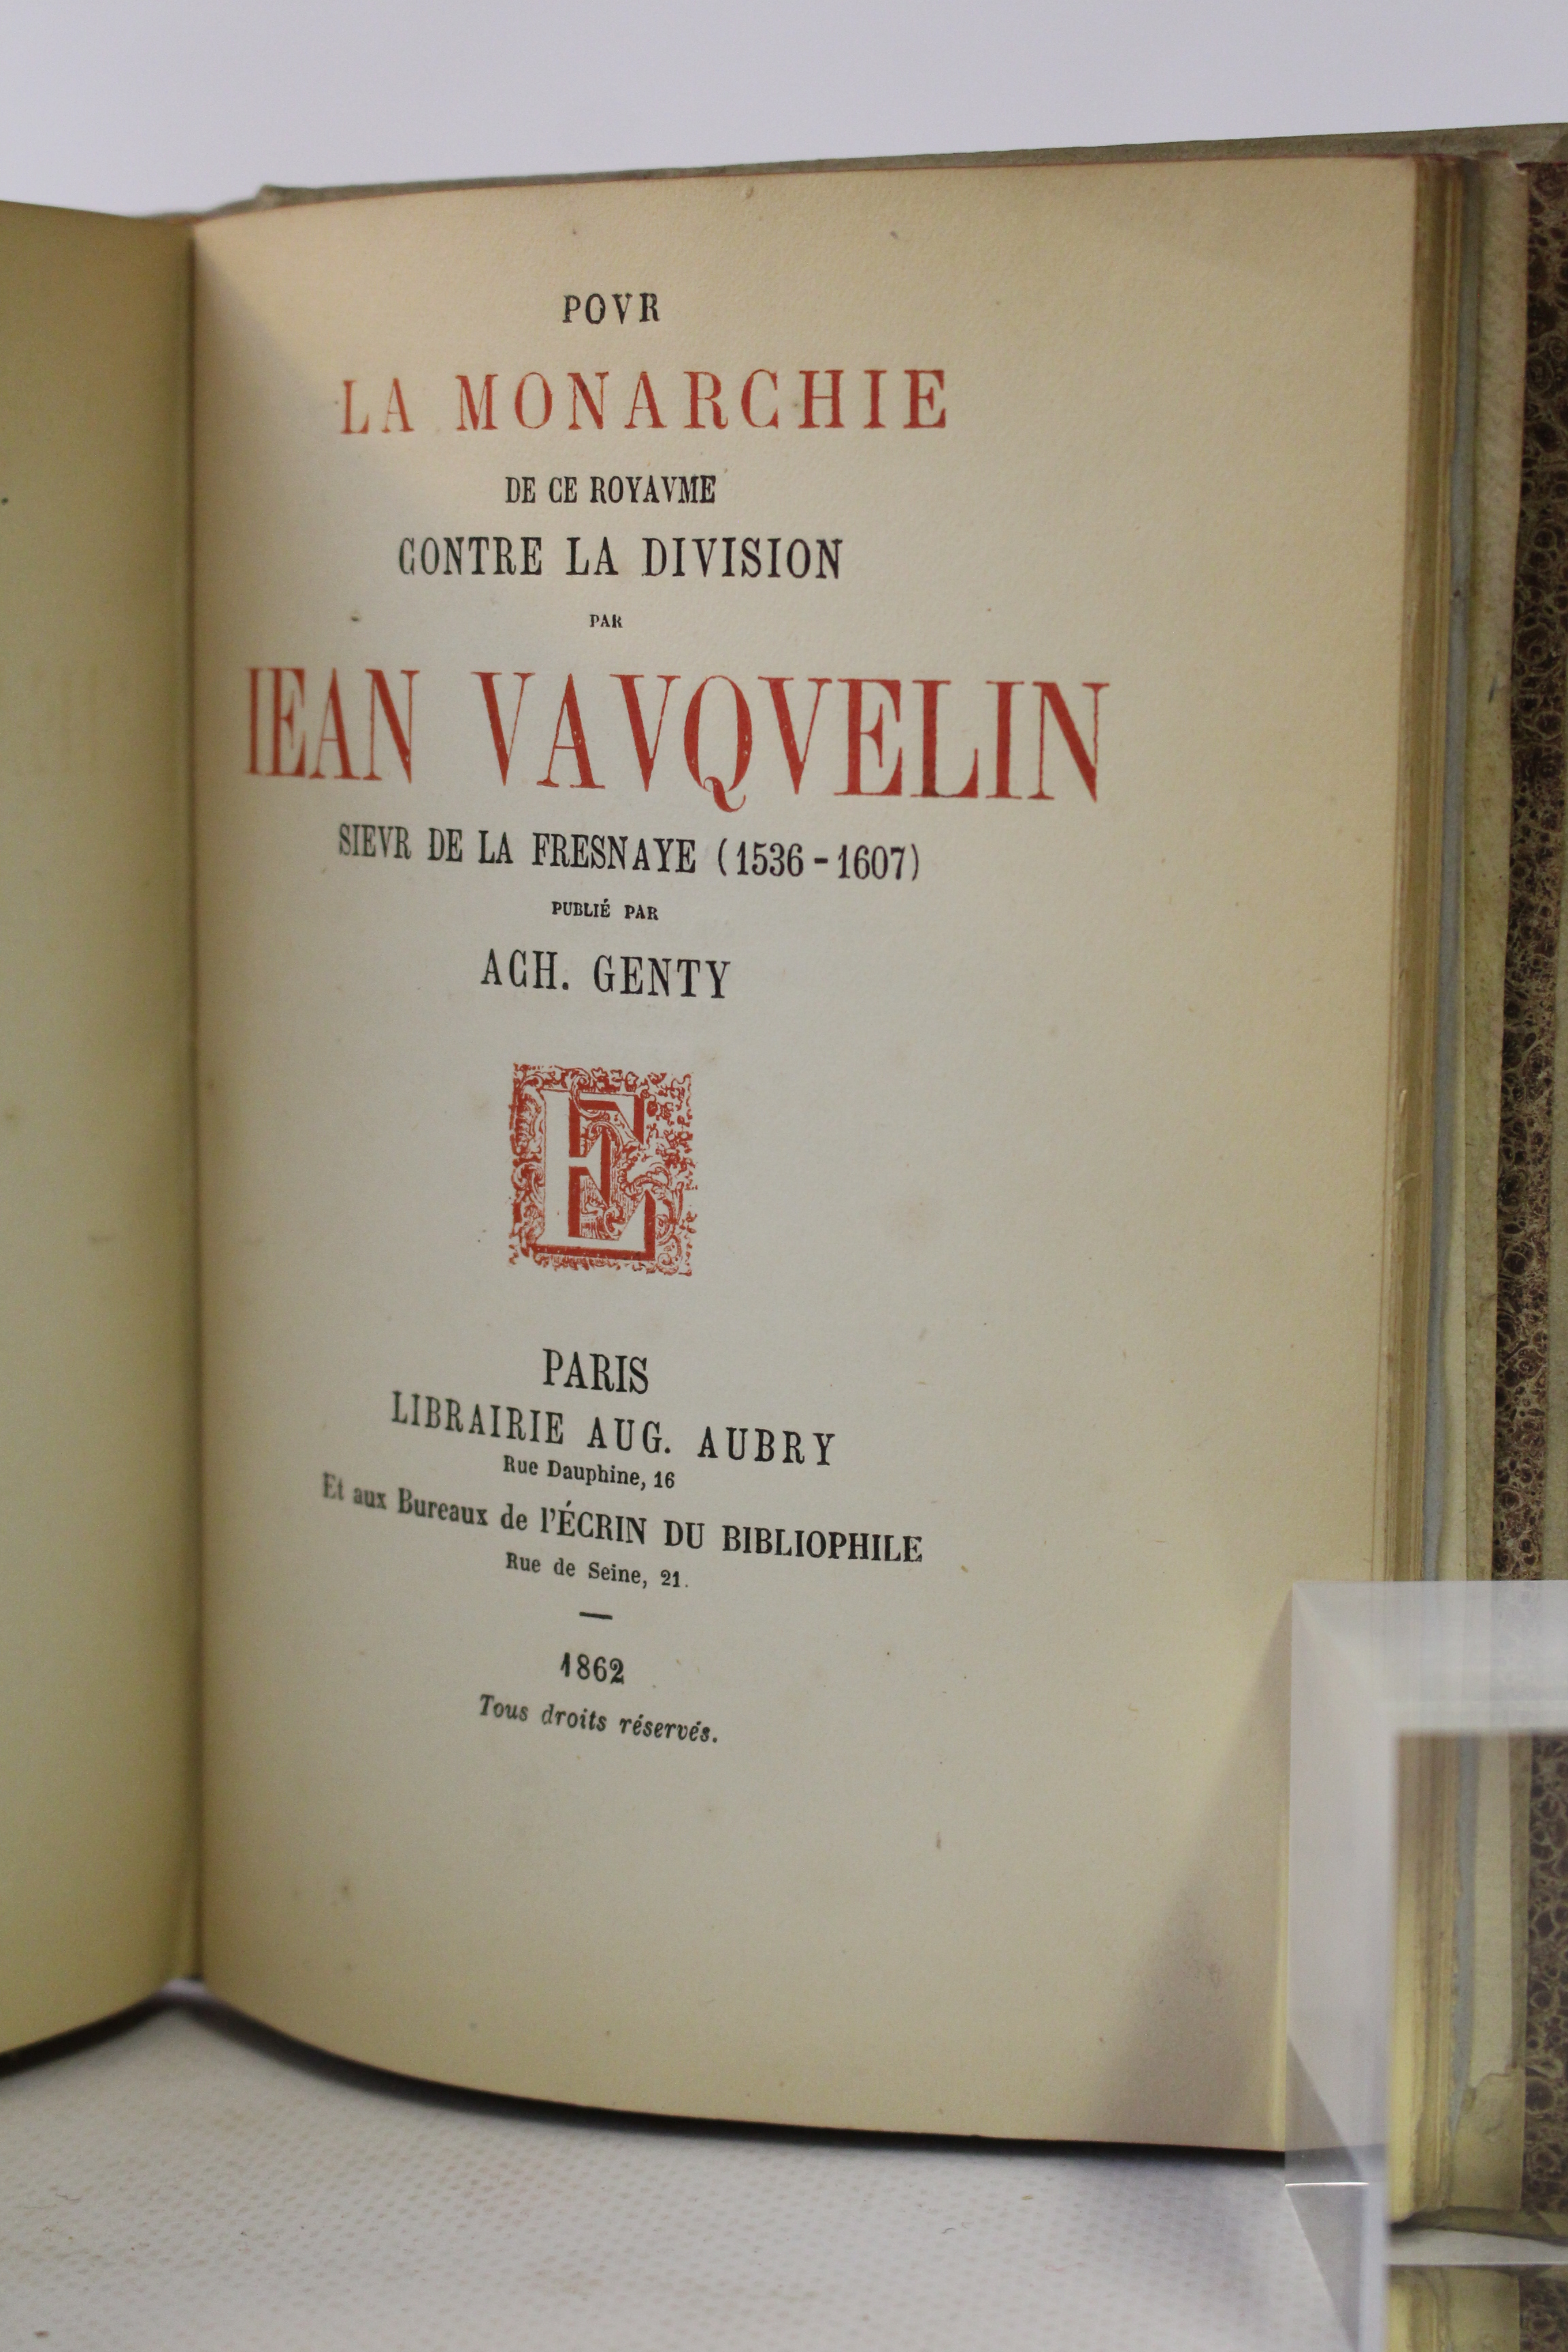 POVR
LA MONARCHIE
DE CE ROYAVME
CONTRE LA DIVISION
PAR
IEAN VAVQVELIN
SIEVR DE LA FRESNAYE (1536-1607)
PUBLIÉ PAR
ACH. GENTY
E
PARIS
LIBRAIRIE AUG. AUBRY
Rue Dauphine, 16
Et aux Bureaux de l'ÉCRIN DU BIBLIOPHILE
Rue de Seine, 21.
1862
Tous droits réservés.